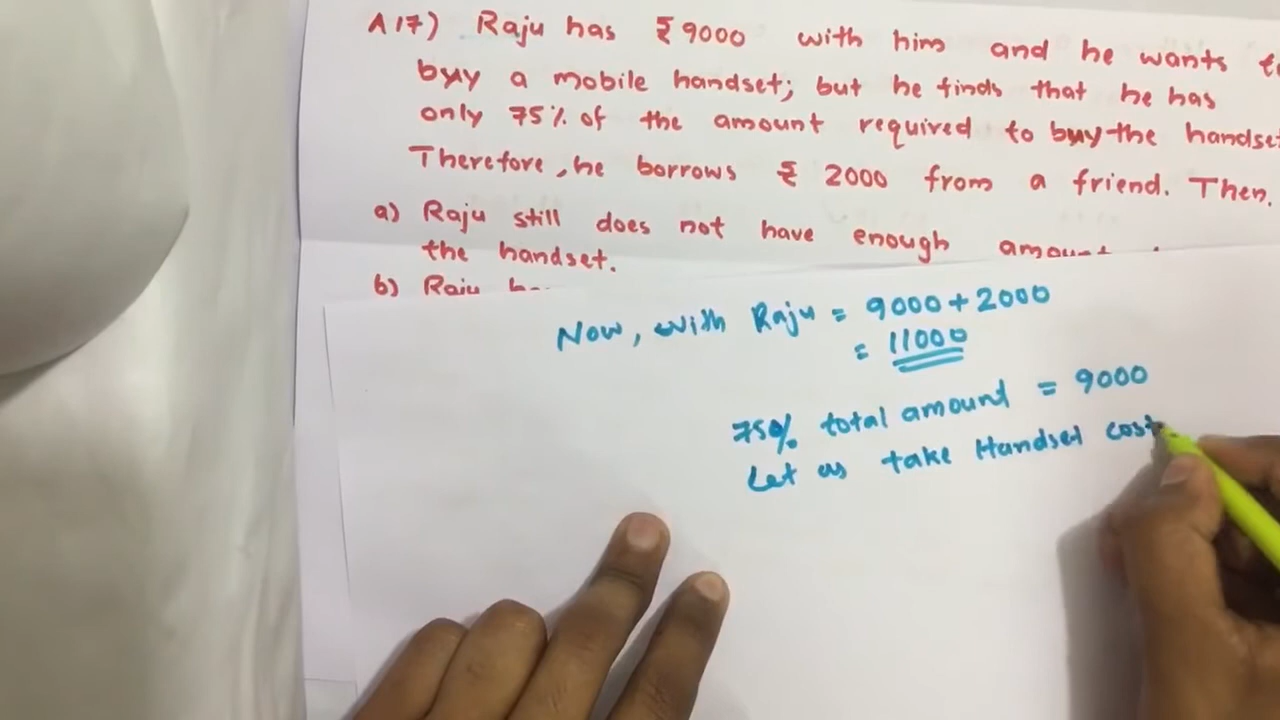 A17) Raju has ₹ 9000 with him and he wants
buy a mobile handset; but he finds that he has
only 75% of the amount required to buy the handset
Therefore, he borrows ₹ 2000 from a friend. Then,
a) Raju still does not have enough amount
the handset.
b) Raju
Now, with Raju = 9000 + 2000
= 11000
75% total amount = 9000
Let us take Handset cost